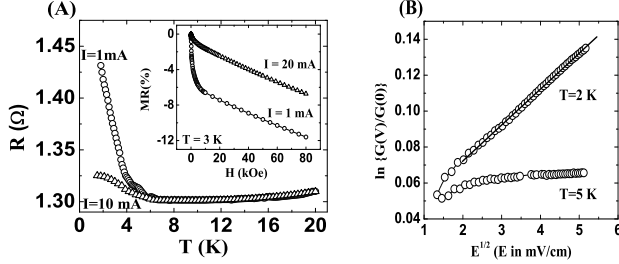 (A)
1.45
1.40
1.35
1.30
R (Ω)
I=1mA
I=10 mA
0 4 8 12 16 20
T (K)
0
-4
-8
-12
MR(%)
I = 20 mA
I = 1 mA
T = 3 K
0 20 40 60 80
H (kOe)
(B)
0.14
0.12
0.10
0.08
0.06
0.04
ln {G(V)/G(0)}
T=2 K
T=5 K
1 2 3 4 5 6
E^1/2 (E in mV/cm)